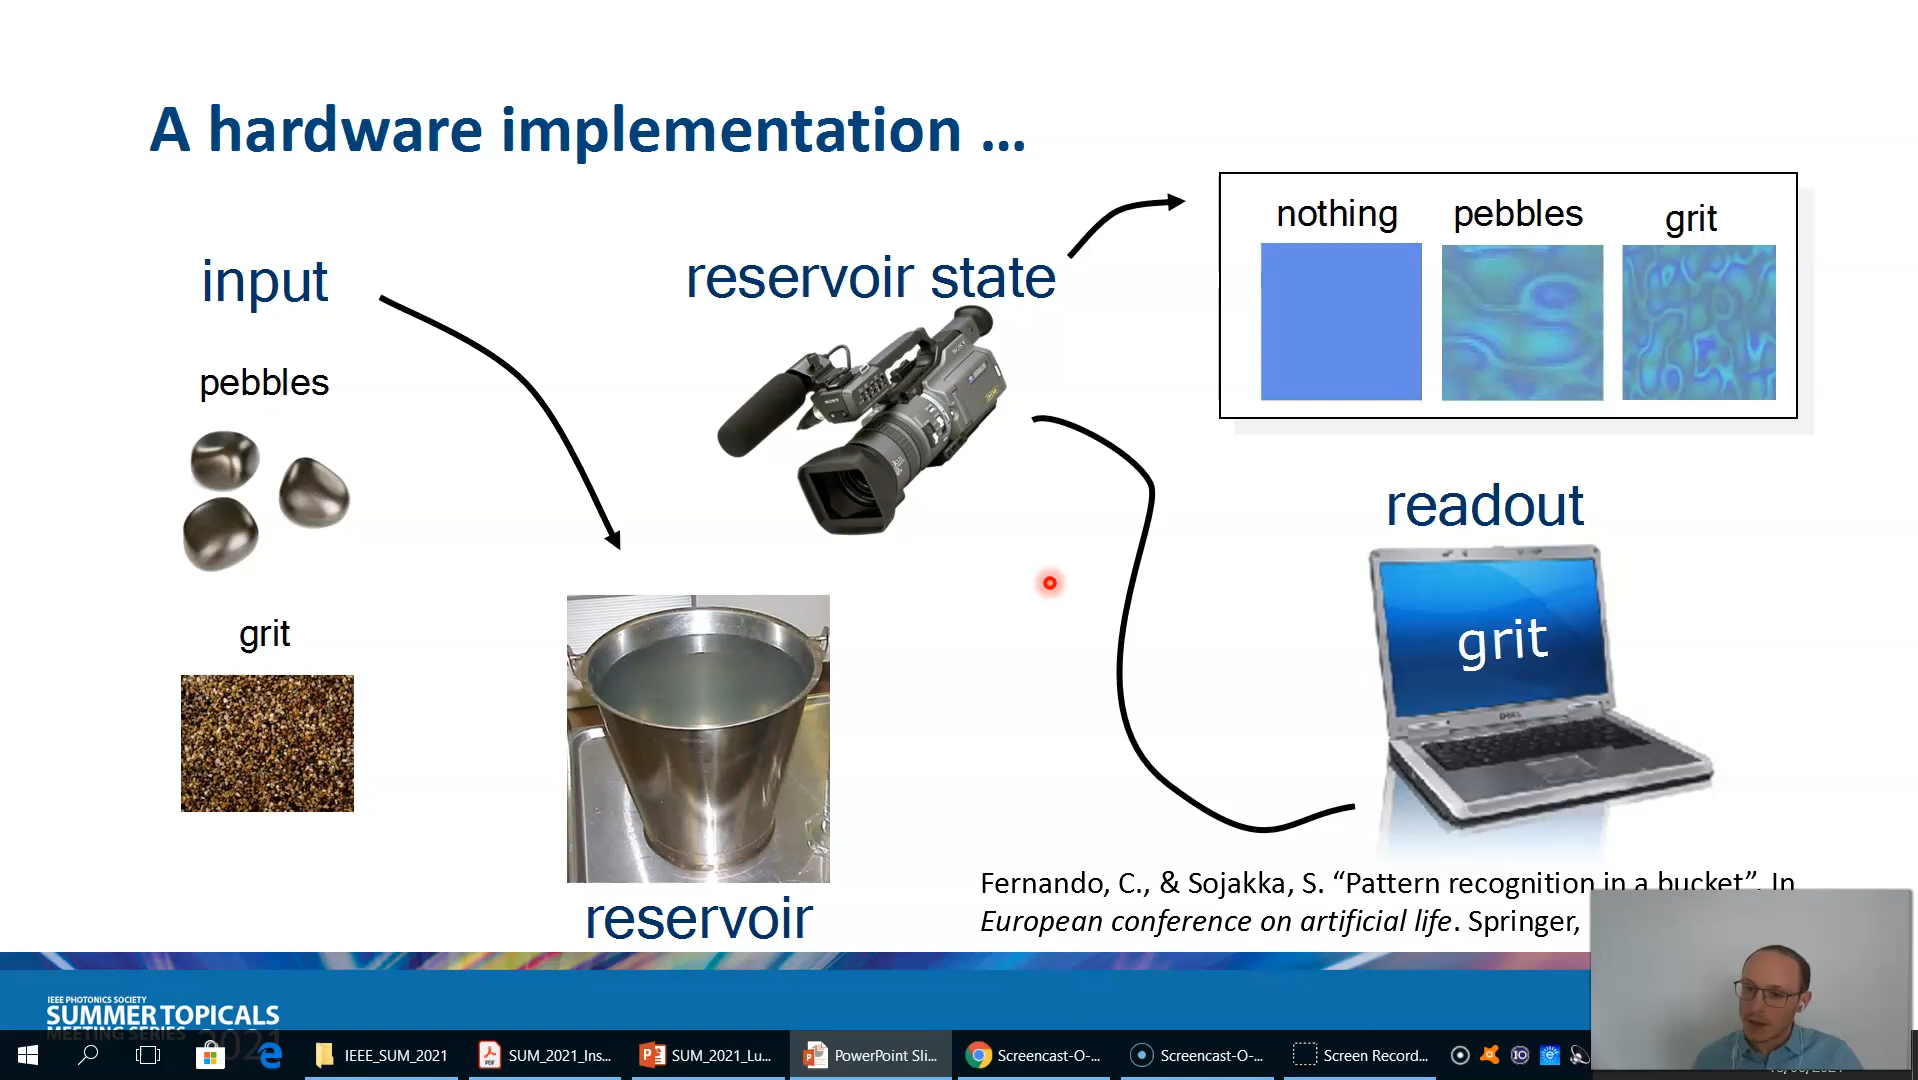 A hardware implementation ...
input
pebbles
grit
reservoir state
nothing
pebbles
grit
readout
grit
DELL
reservoir
Fernando, C., & Sojakka, S. “Pattern recognition in a bucket”. In
European conference on artificial life. Springer,
IEEE PHOTONICS SOCIETY
SUMMER TOPICALS
MEETING SERIES 2021
IEEE_SUM_2021
SUM_2021_Ins...
SUM_2021_Lu...
PowerPoint Sli...
Screencast-O-...
Screencast-O-...
Screen Record...